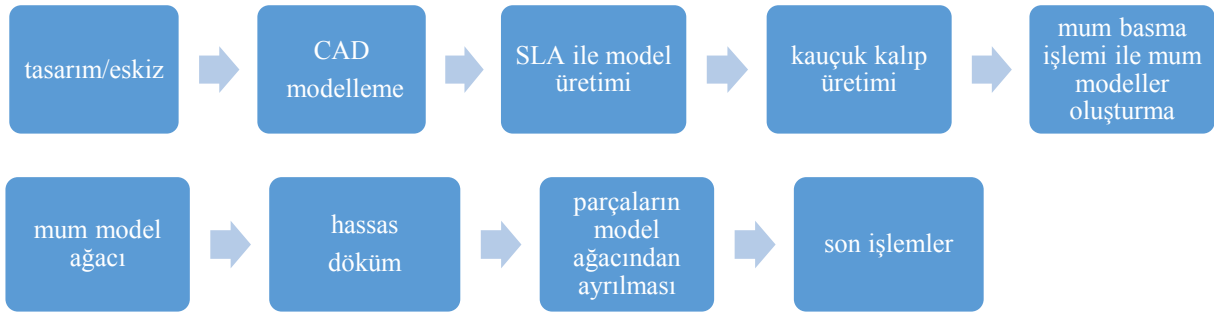 tasarım/eskiz
CAD
modelleme
SLA ile model
üretimi
kauçuk kalıp
üretimi
mum basma
işlemi ile mum
modeller
oluşturma
mum model
ağacı
hassas
döküm
parçaların
model
ağacından
ayrılması
son işlemler